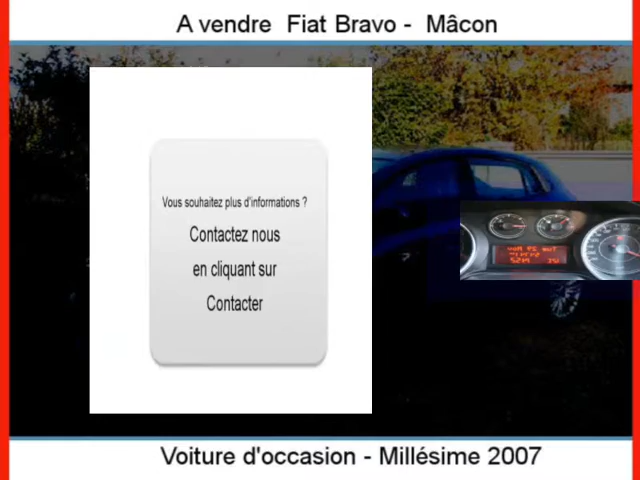 A vendre Fiat Bravo - Mâcon
Vous souhaitez plus d'informations ?
Contactez nous
en cliquant sur
Contacter
Voiture d'occasion - Millésime 2007